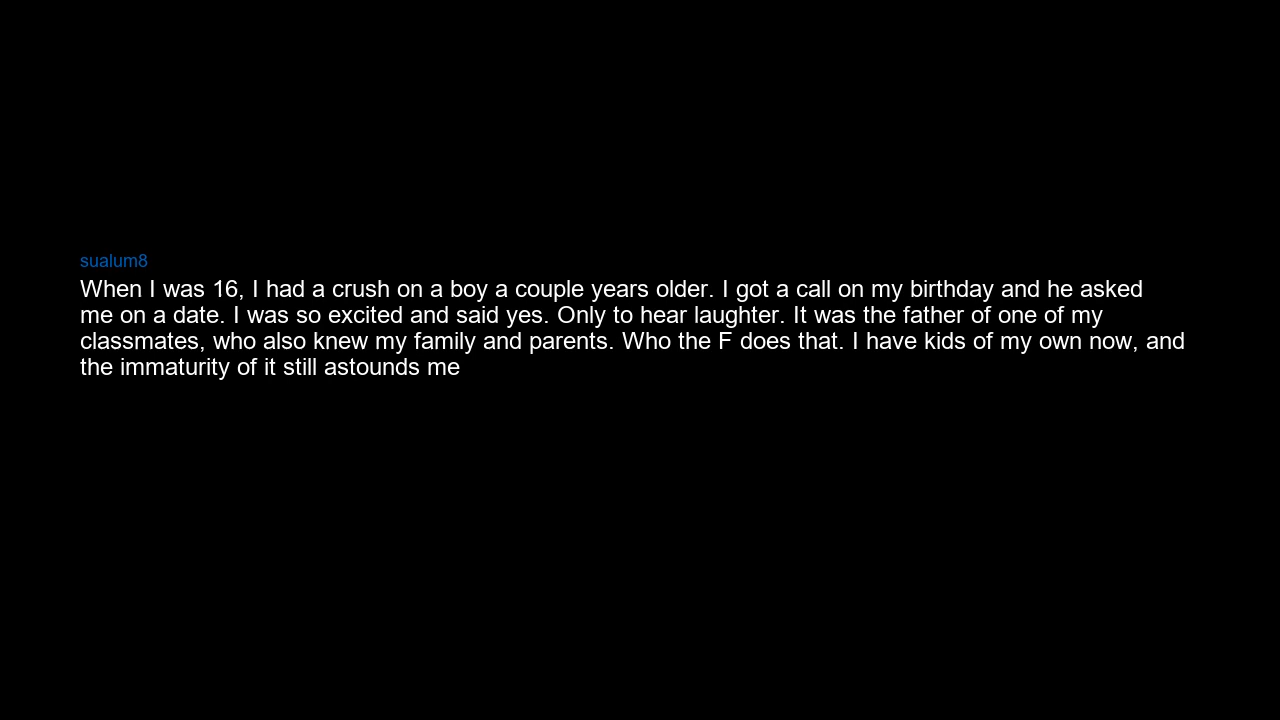 sualum8
When I was 16, I had a crush on a boy a couple years older. I got a call on my birthday and he asked
me on a date. I was so excited and said yes. Only to hear laughter. It was the father of one of my
classmates, who also knew my family and parents. Who the F does that. I have kids of my own now, and
the immaturity of it still astounds me